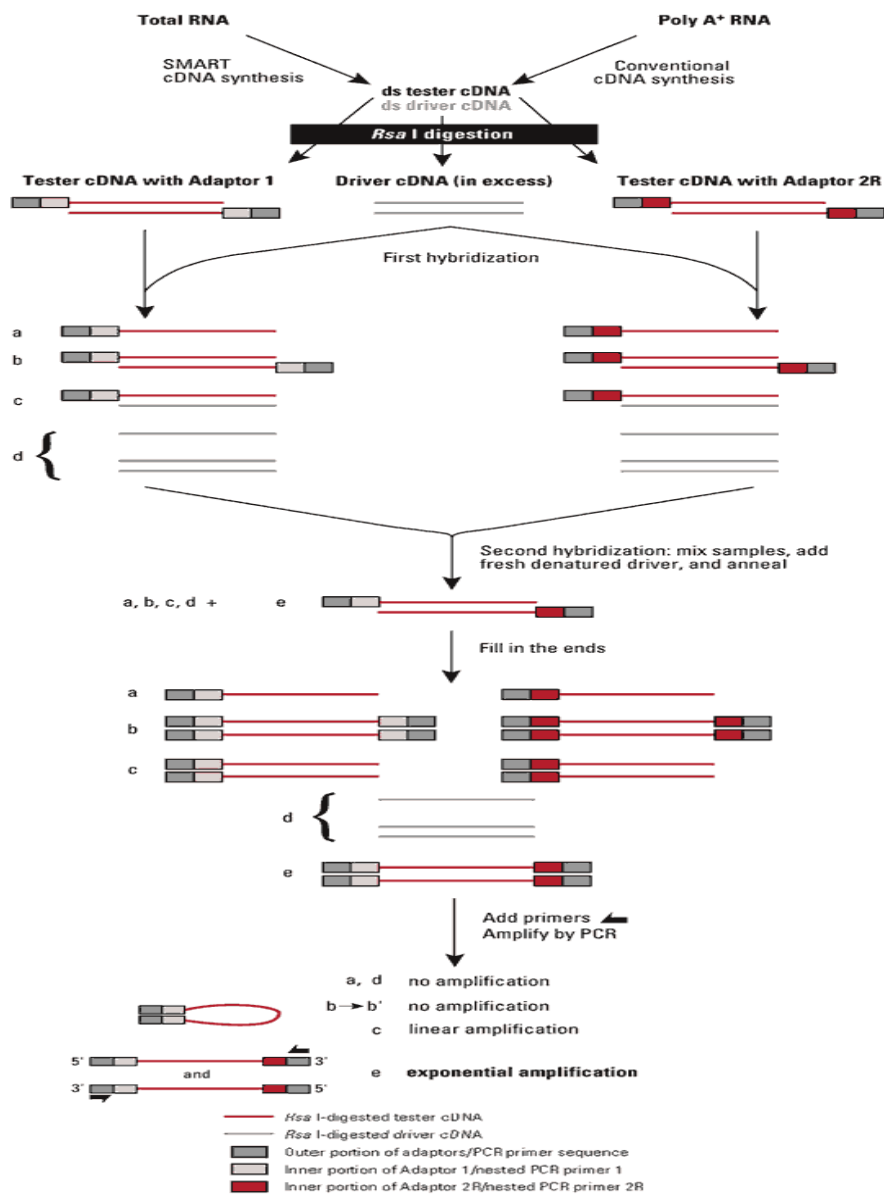 Total RNA
Poly A+ RNA
SMART
cDNA synthesis
Conventional
cDNA synthesis
ds tester cDNA
ds driver cDNA
Rsa I digestion
Tester cDNA with Adaptor 1
Driver cDNA (in excess)
Tester cDNA with Adaptor 2R
First hybridization
a
b
c
d
Second hybridization: mix samples, add
fresh denatured driver, and anneal
a, b, c, d + e
Fill in the ends
a
b
c
d
e
Add primers
Amplify by PCR
a, d no amplification
b → b' no amplification
c linear amplification
5' 3'
and
e exponential amplification
3' 5'
Rsa I-digested tester cDNA
Rsa I-digested driver cDNA
Outer portion of adaptors/PCR primer sequence
Inner portion of Adaptor 1/nested PCR primer 1
Inner portion of Adaptor 2R/nested PCR primer 2R